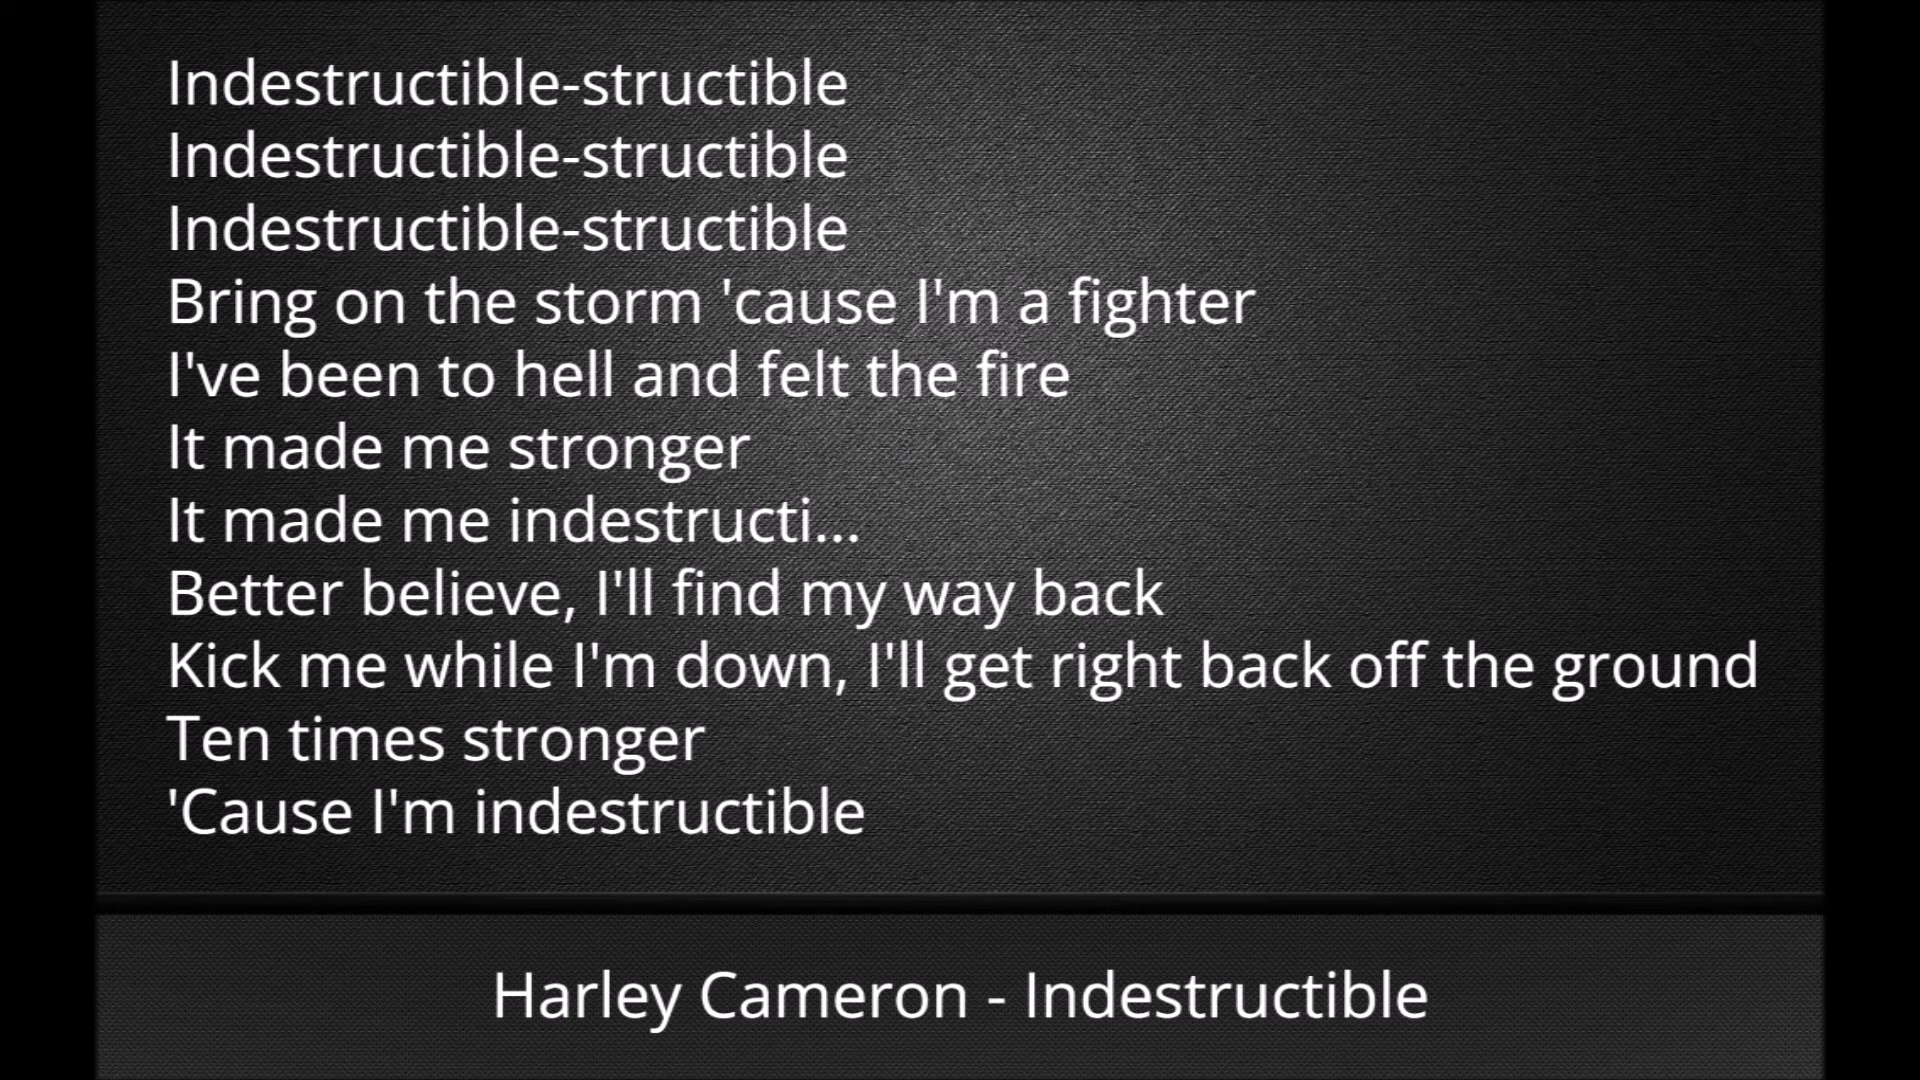 Indestructible-structible
Indestructible-structible
Indestructible-structible
Bring on the storm 'cause I'm a fighter
I've been to hell and felt the fire
It made me stronger
It made me indestructi...
Better believe, I'll find my way back
Kick me while I'm down, I'll get right back off the ground
Ten times stronger
'Cause I'm indestructible
Harley Cameron - Indestructible